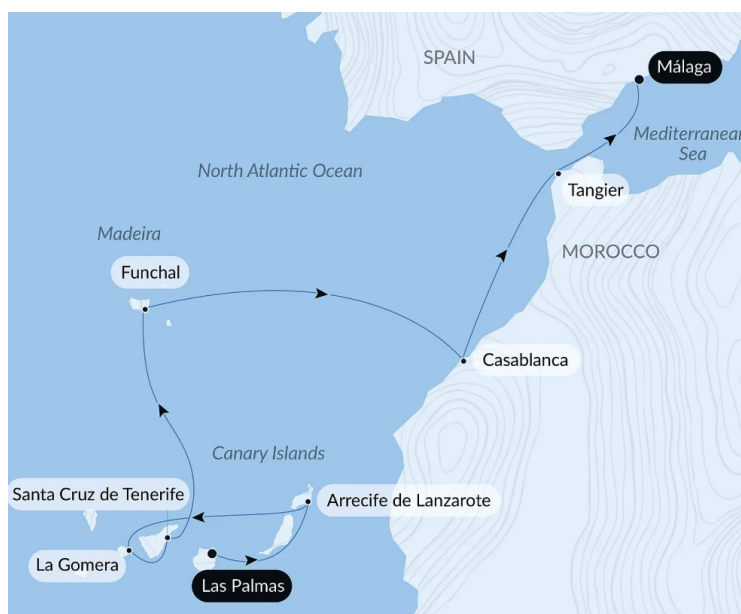 SPAIN
Málaga
Mediterranean
Sea
North Atlantic Ocean
Tangier
Madeira
MOROCCO
Funchal
Casablanca
Canary Islands
Santa Cruz de Tenerife
Arrecife de Lanzarote
La Gomera
Las Palmas